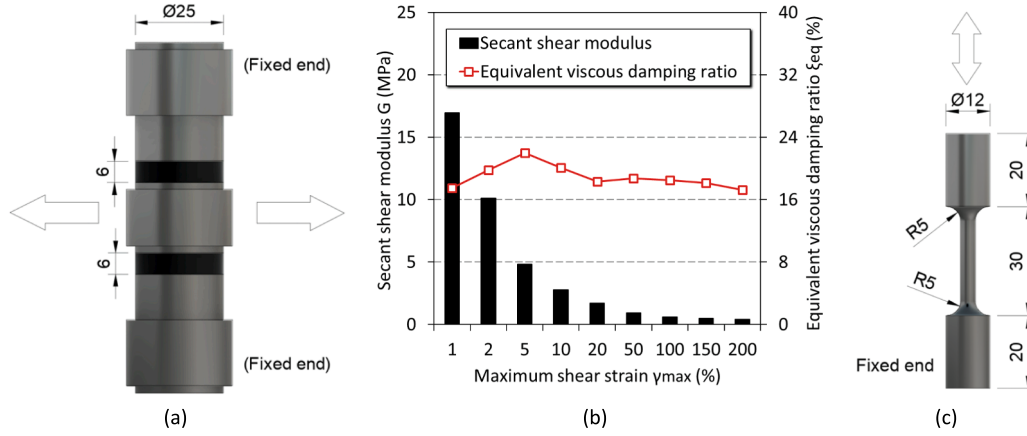 Ø25
(Fixed end)
6
6
(Fixed end)
(a)
25
20
15
10
5
0
Secant shear modulus G (MPa)
Secant shear modulus
Equivalent viscous damping ratio
40
32
24
16
8
0
Equivalent viscous damping ratio ξeq (%)
1 2 5 10 20 50 100 150 200
Maximum shear strain γmax (%)
(b)
Ø12
20
R5
30
R5
20
Fixed end
(c)